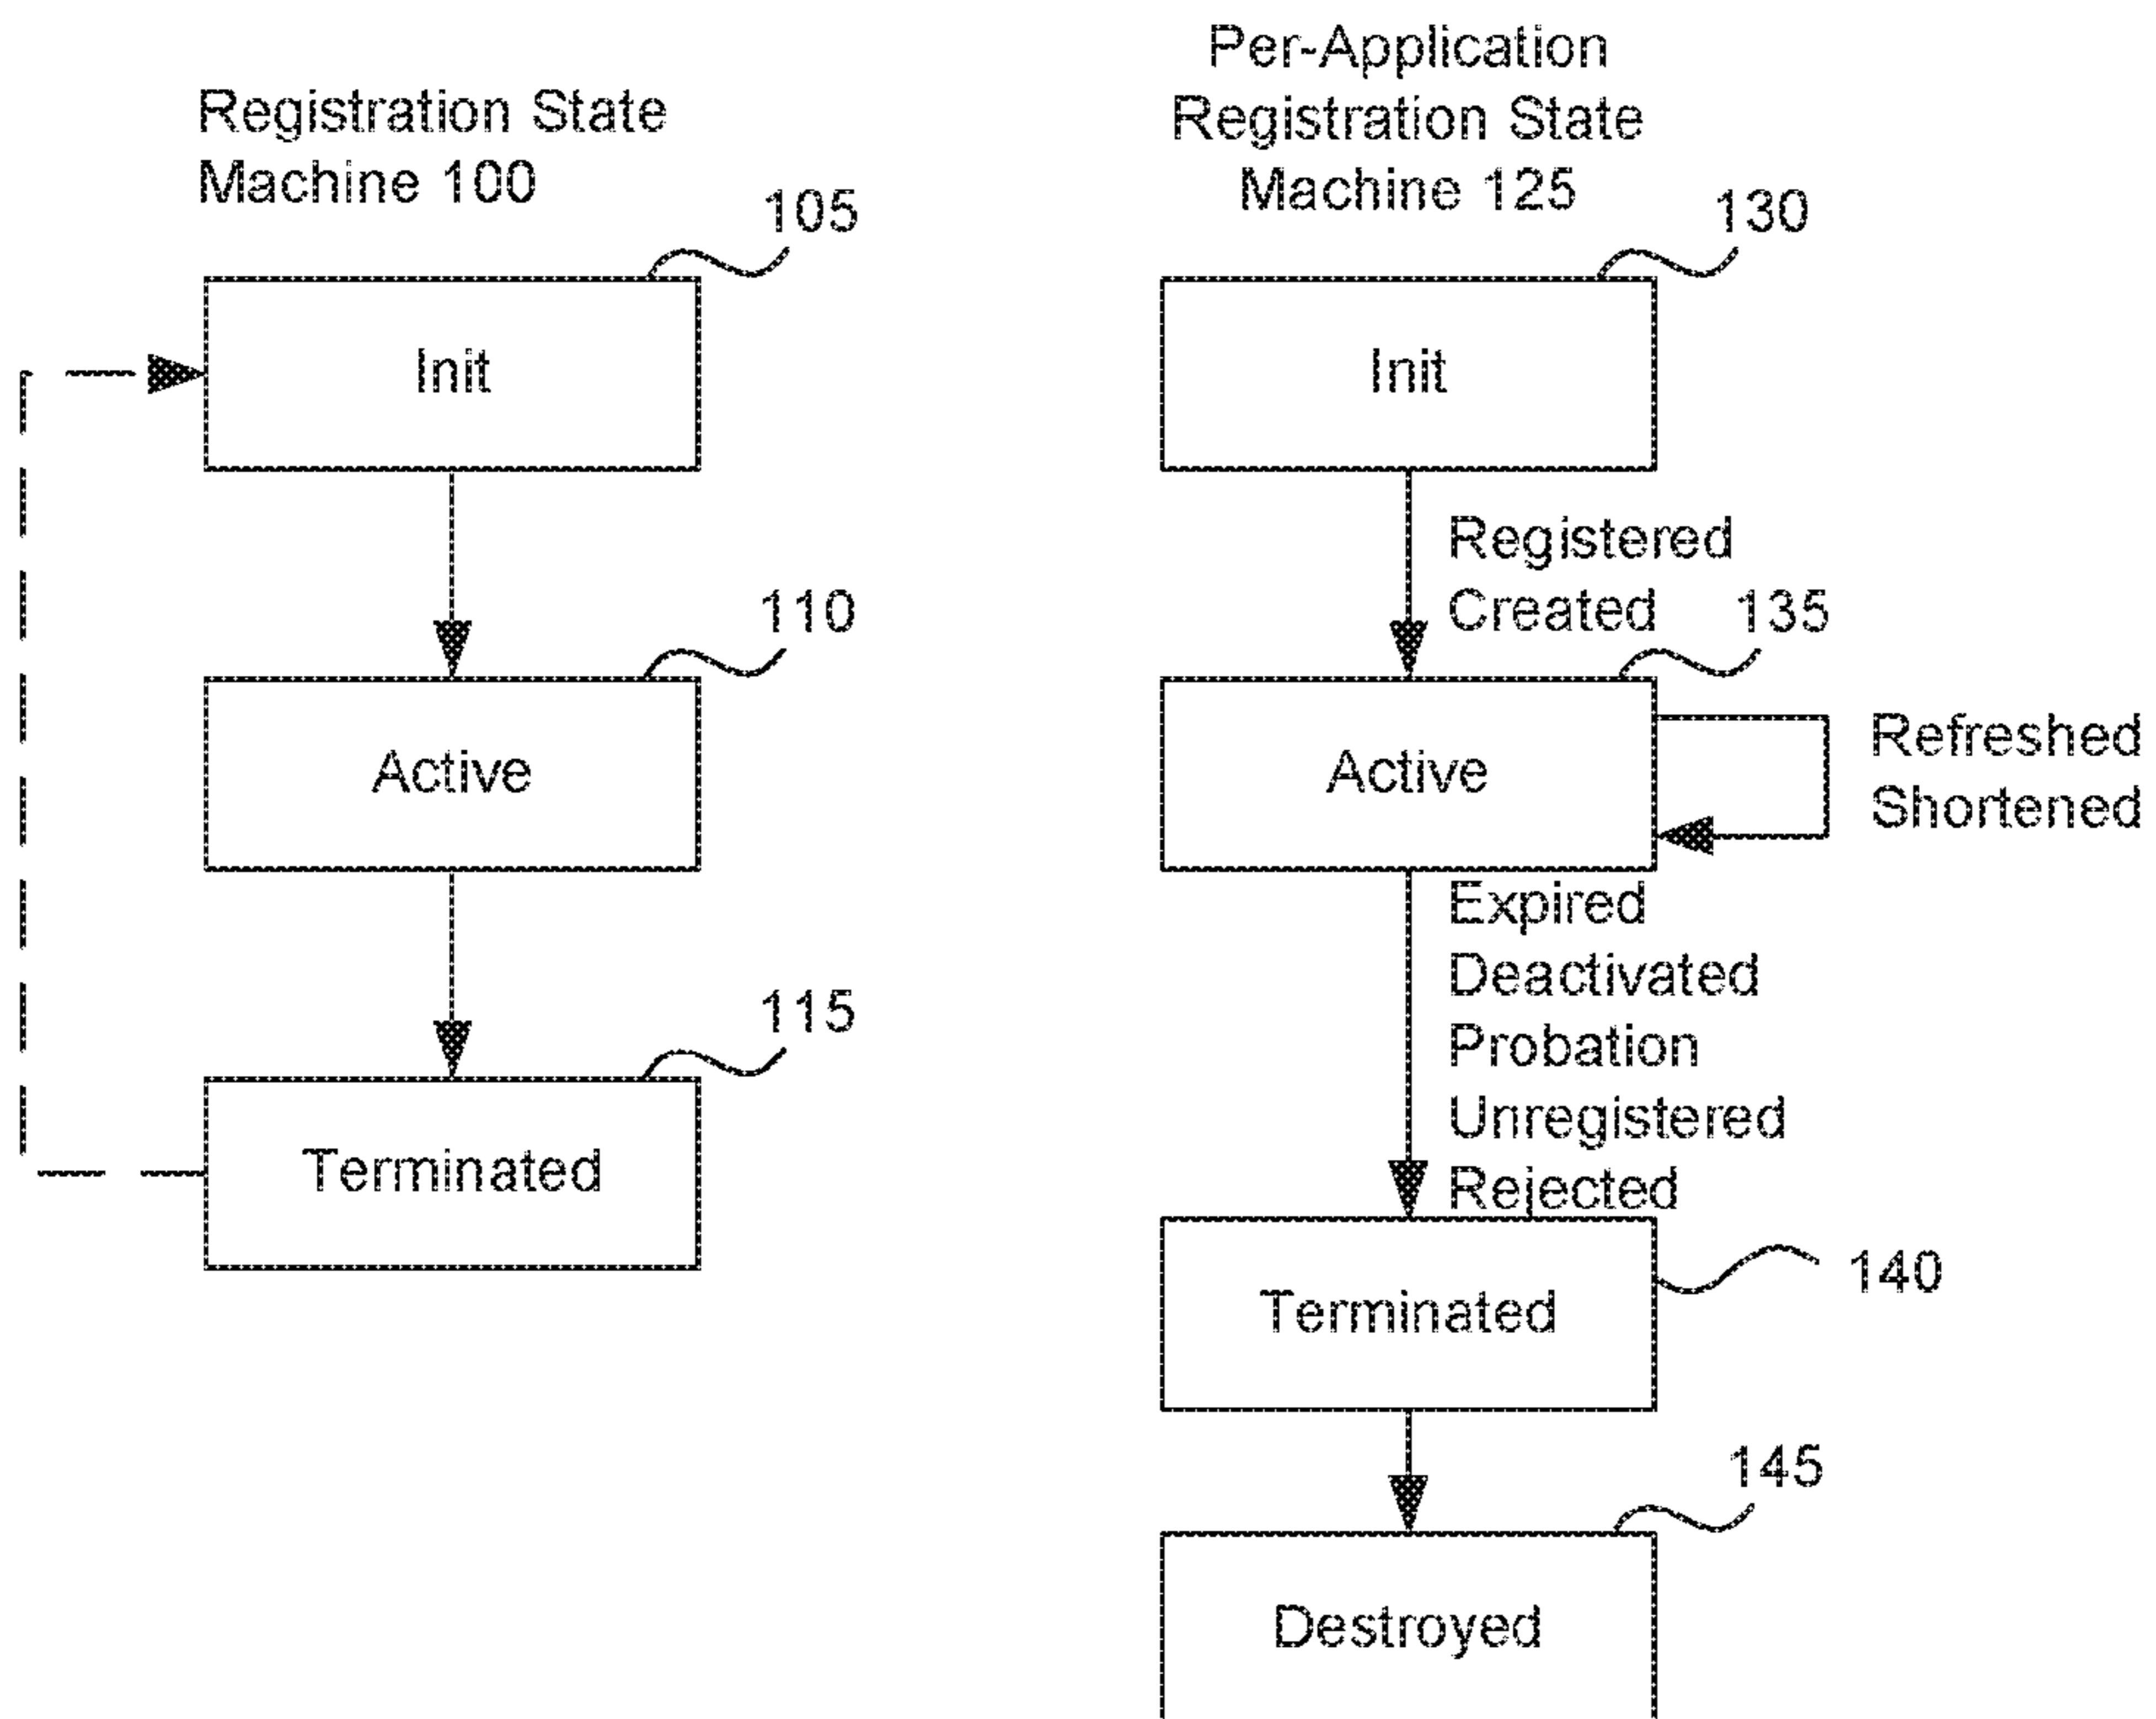 Registration State
Machine 100
105
Init
110
Active
115
Terminated
Per-Application
Registration State
Machine 125
130
Init
Registered
Created
135
Active
Refreshed
Shortened
Expired
Deactivated
Probation
Unregistered
Rejected
Terminated
140
145
Destroyed